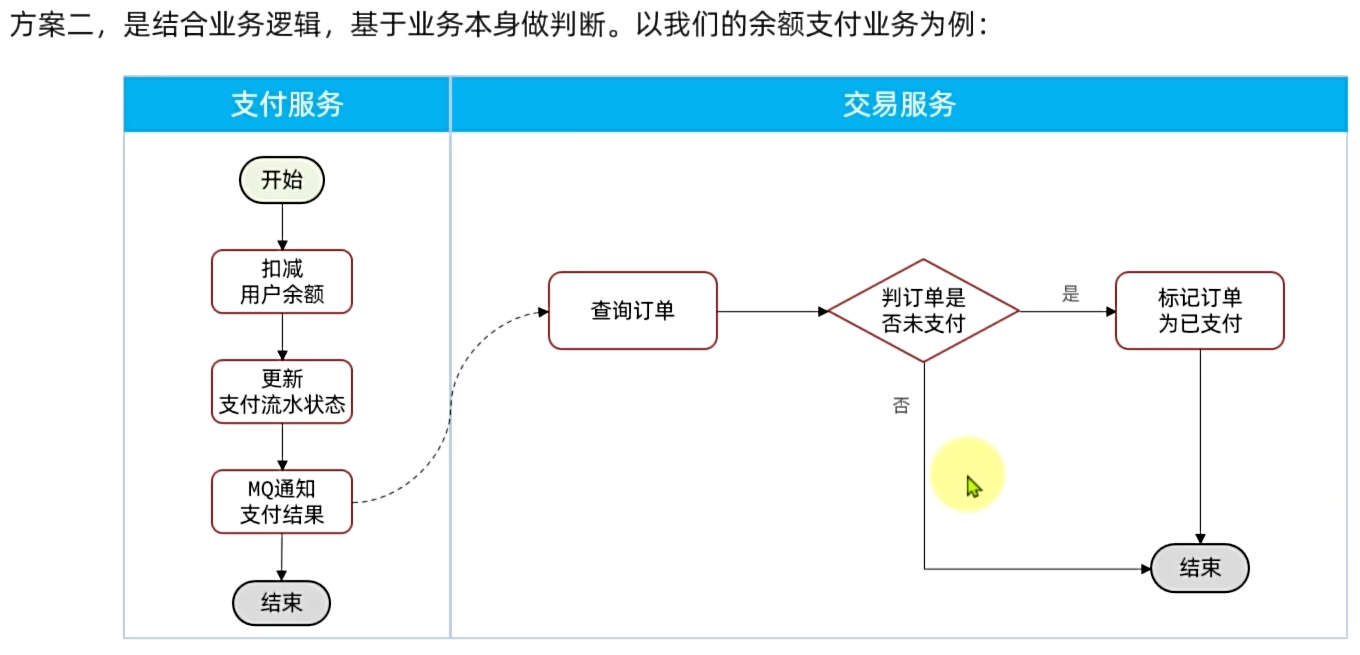 方案二，是结合业务逻辑，基于业务本身做判断。以我们的余额支付业务为例：
支付服务
交易服务
开始
扣减
用户余额
更新
支付流水状态
MQ通知
支付结果
结束
查询订单
判订单是
否未支付
是
否
标记订单
为已支付
结束